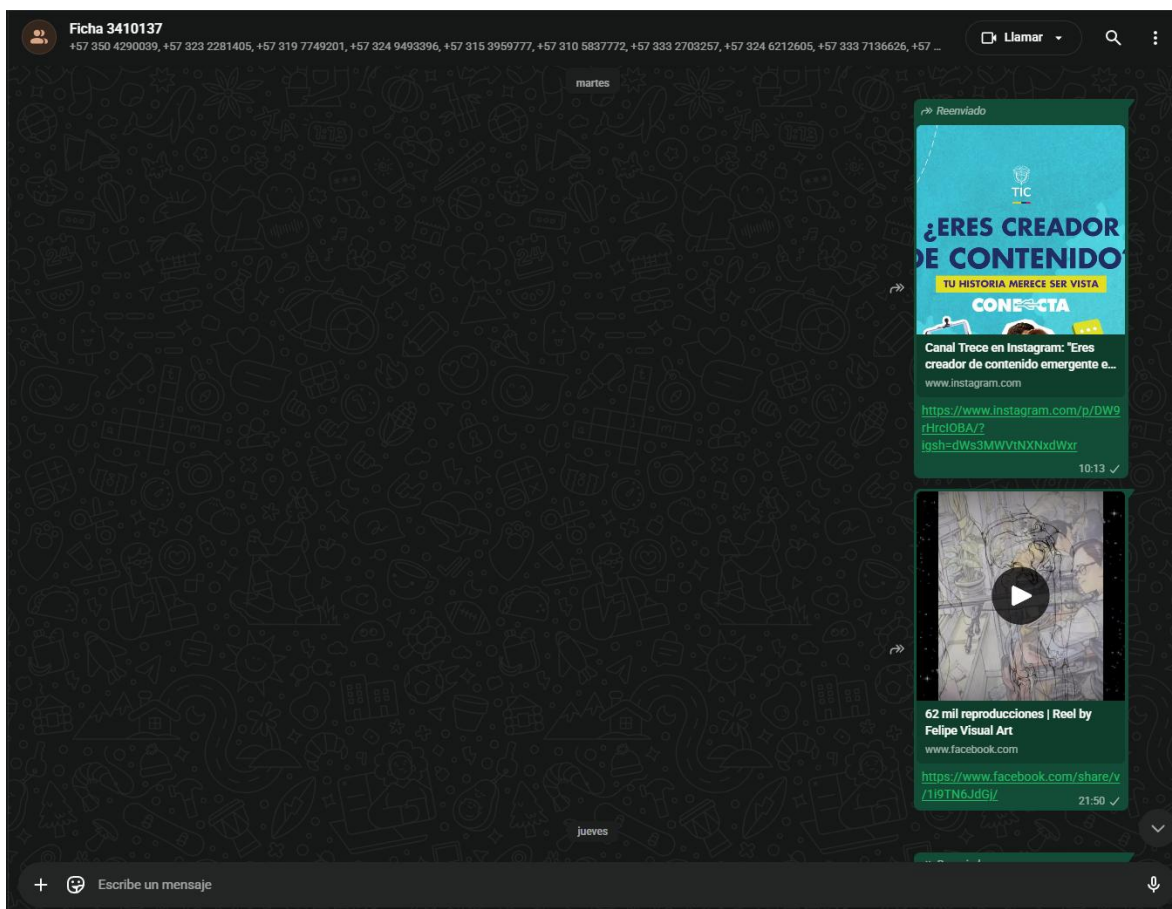 Ficha 3410137
+57 350 4290039, +57 323 2281405, +57 319 7749201, +57 324 9493396, +57 315 3959777, +57 310 5837772, +57 333 2703257, +57 324 6212605, +57 333 7136626, +57 ...
Llamar
martes
Reenviado
TIC
¿ERES CREADOR
DE CONTENIDO?
TU HISTORIA MERECE SER VISTA
CONECTA
Canal Trece en Instagram: "Eres
creador de contenido emergente e...
www.instagram.com
https://www.instagram.com/p/DW9
rHrcIOBA/?
igsh=dWs3MWVtNXNxdWxr
10:13
62 mil reproducciones | Reel by
Felipe Visual Art
www.facebook.com
https://www.facebook.com/share/v
/1i9TN6JdGj/
21:50
jueves
Escribe un mensaje